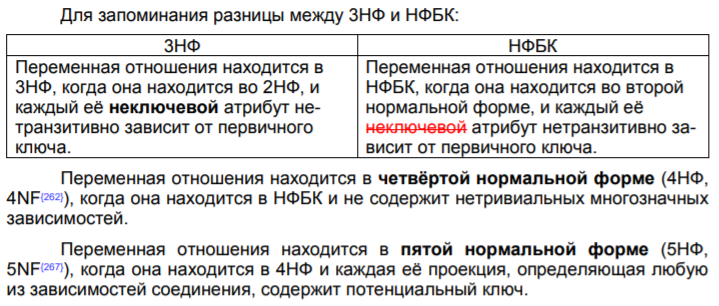 Для запоминания разницы между 3НФ и НФБК:
3НФ
НФБК
Переменная отношения находится в
3НФ, когда она находится во 2НФ, и
каждый её неключевой атрибут не-
транзитивно зависит от первичного
ключа.
Переменная отношения находится в
НФБК, когда она находится во второй
нормальной форме, и каждый её
неключевой атрибут нетранзитивно за-
висит от первичного ключа.
Переменная отношения находится в четвёртой нормальной форме (4НФ,
4NF{262}), когда она находится в НФБК и не содержит нетривиальных многозначных
зависимостей.
Переменная отношения находится в пятой нормальной форме (5НФ,
5NF{267}), когда она находится в 4НФ и каждая её проекция, определяющая любую
из зависимостей соединения, содержит потенциальный ключ.